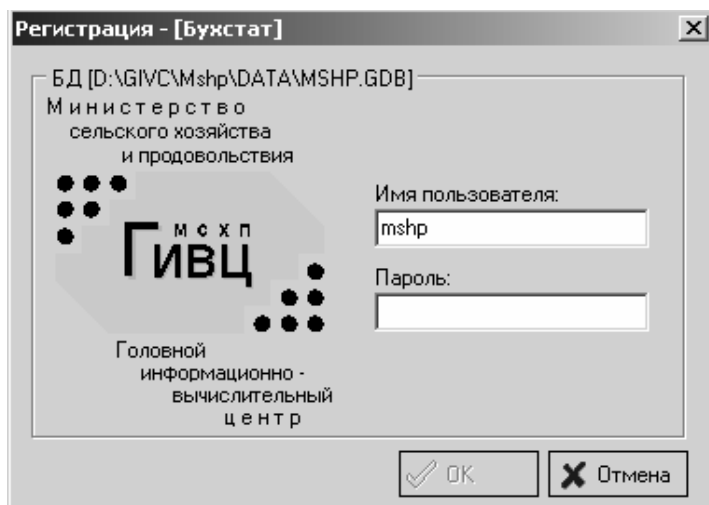 Регистрация - [Бухстат]
БД [D:\GIVC\Mshp\DATA\MSHP.GDB]
Министерство
сельского хозяйства
и продовольствия
мсхп
ГИВЦ
Головной
информационно -
вычислительный
центр
Имя пользователя:
mshp
Пароль:
OK
Отмена